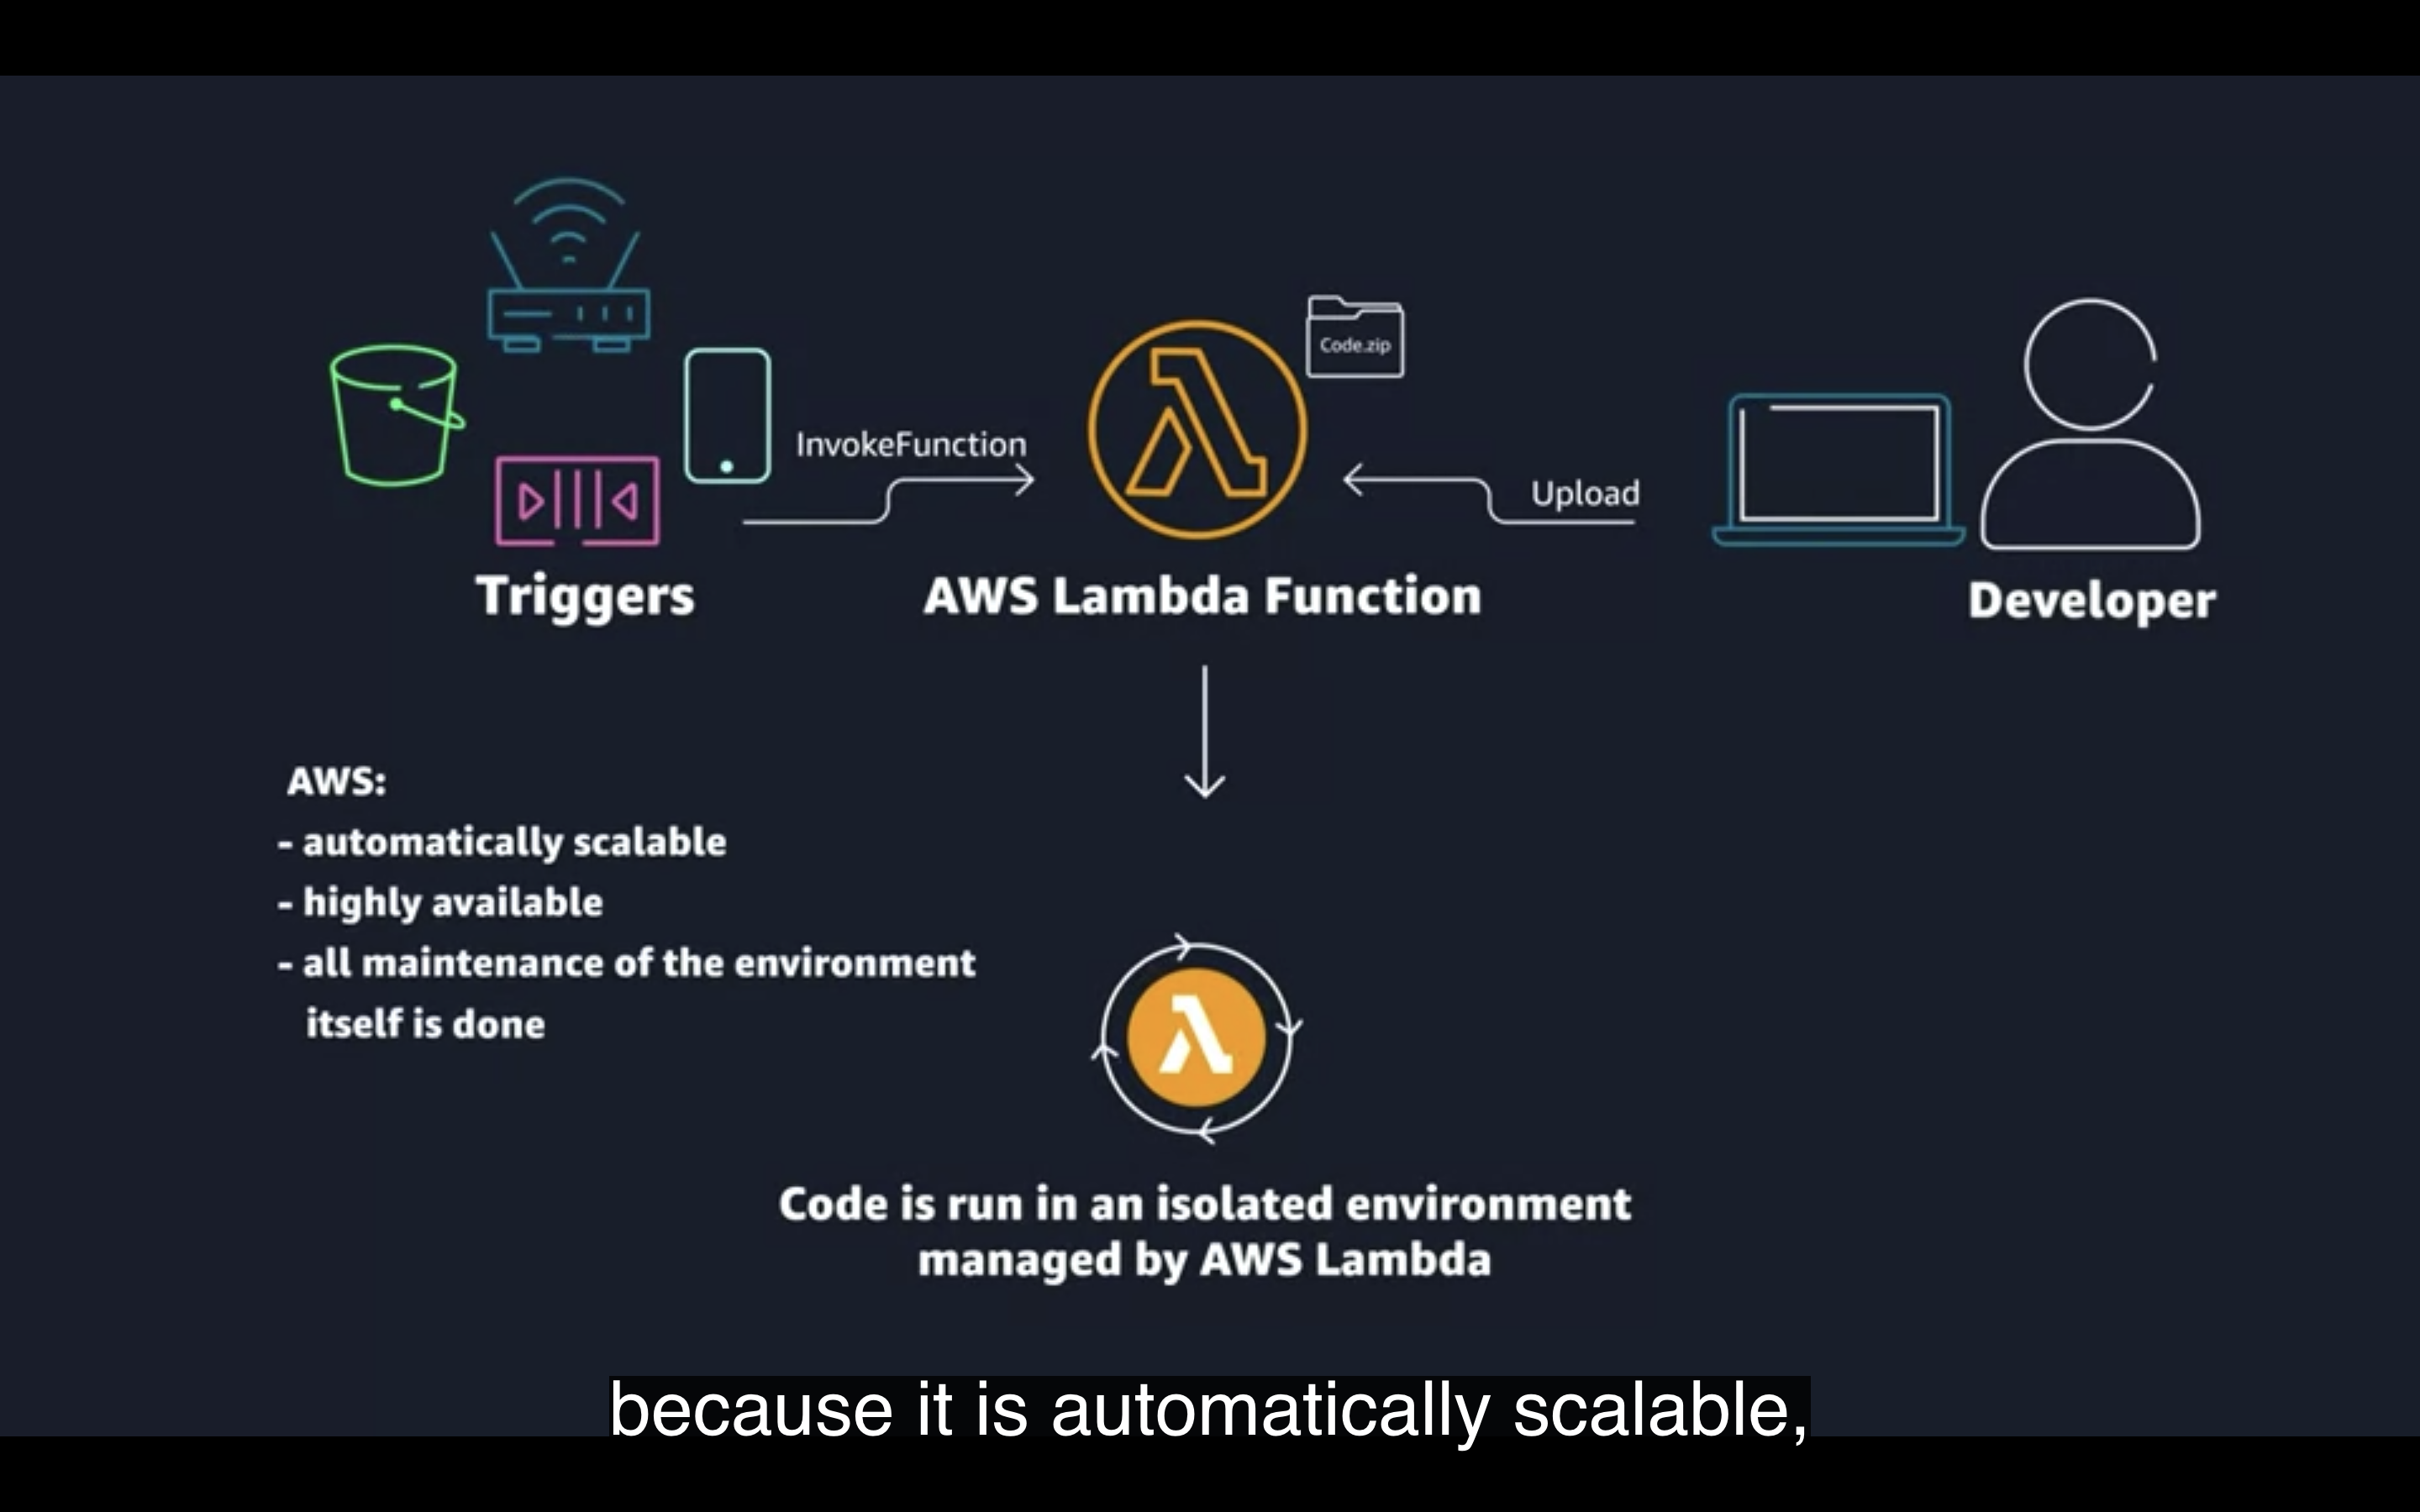 Code.zip
InvokeFunction
Upload
Triggers
AWS Lambda Function
Developer
AWS:
- automatically scalable
- highly available
- all maintenance of the environment
itself is done
Code is run in an isolated environment
managed by AWS Lambda
because it is automatically scalable,